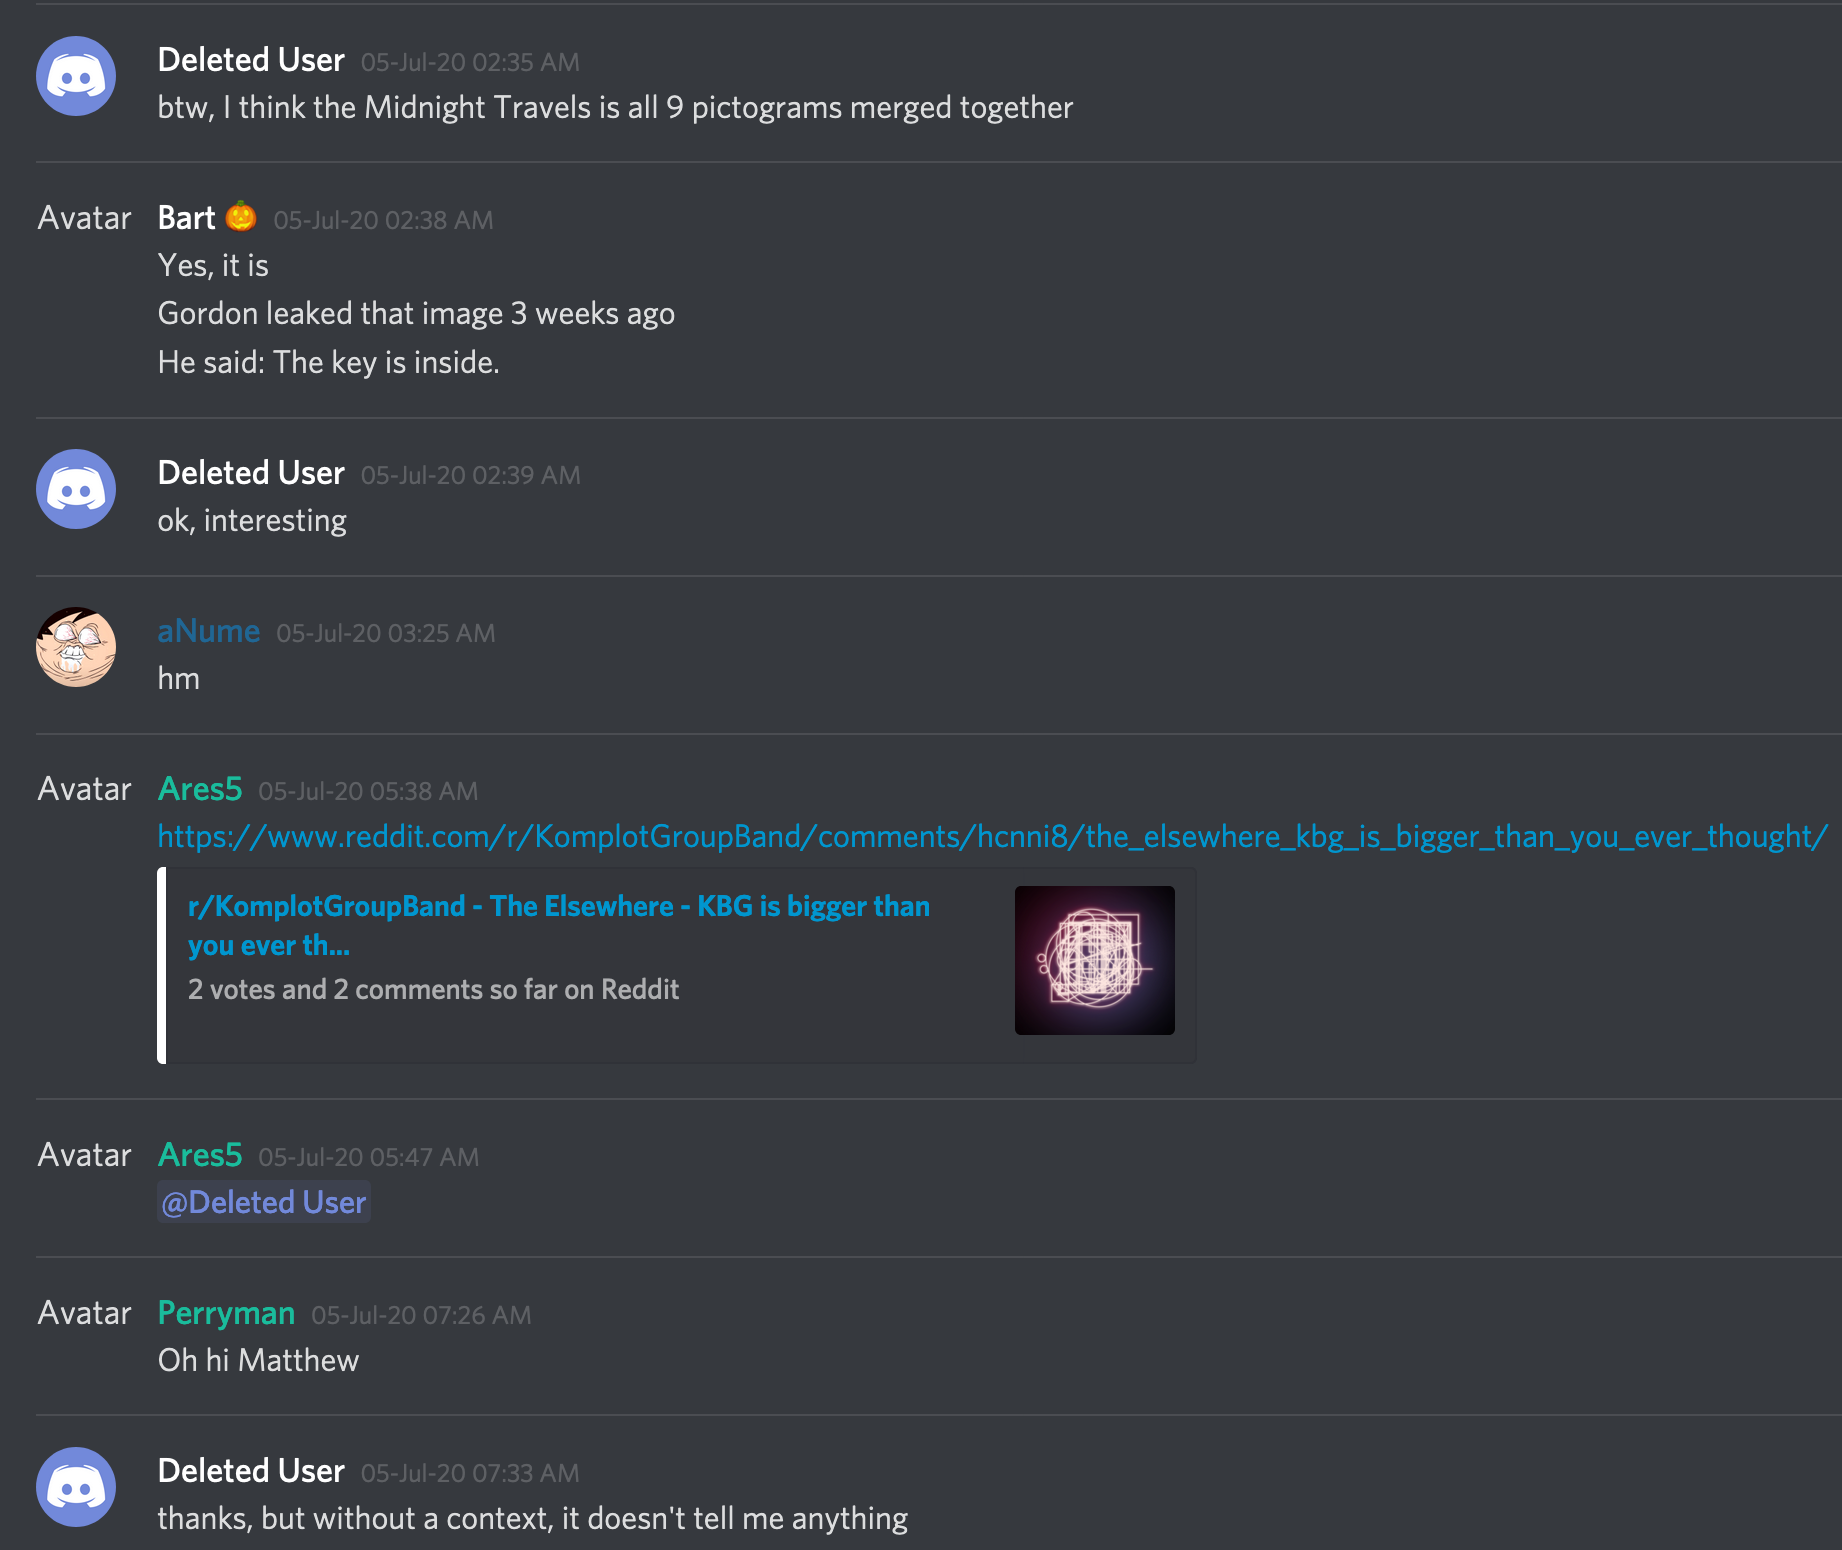 Deleted User 05-Jul-20 02:35 AM
btw, I think the Midnight Travels is all 9 pictograms merged together
Avatar Bart 🎃 05-Jul-20 02:38 AM
Yes, it is
Gordon leaked that image 3 weeks ago
He said: The key is inside.
Deleted User 05-Jul-20 02:39 AM
ok, interesting
aNume 05-Jul-20 03:25 AM
hm
Avatar Ares5 05-Jul-20 05:38 AM
https://www.reddit.com/r/KomplotGroupBand/comments/hcnni8/the_elsewhere_kbg_is_bigger_than_you_ever_thought/
r/KomplotGroupBand - The Elsewhere - KBG is bigger than
you ever th...
2 votes and 2 comments so far on Reddit
Avatar Ares5 05-Jul-20 05:47 AM
@Deleted User
Avatar Perryman 05-Jul-20 07:26 AM
Oh hi Matthew
Deleted User 05-Jul-20 07:33 AM
thanks, but without a context, it doesn't tell me anything